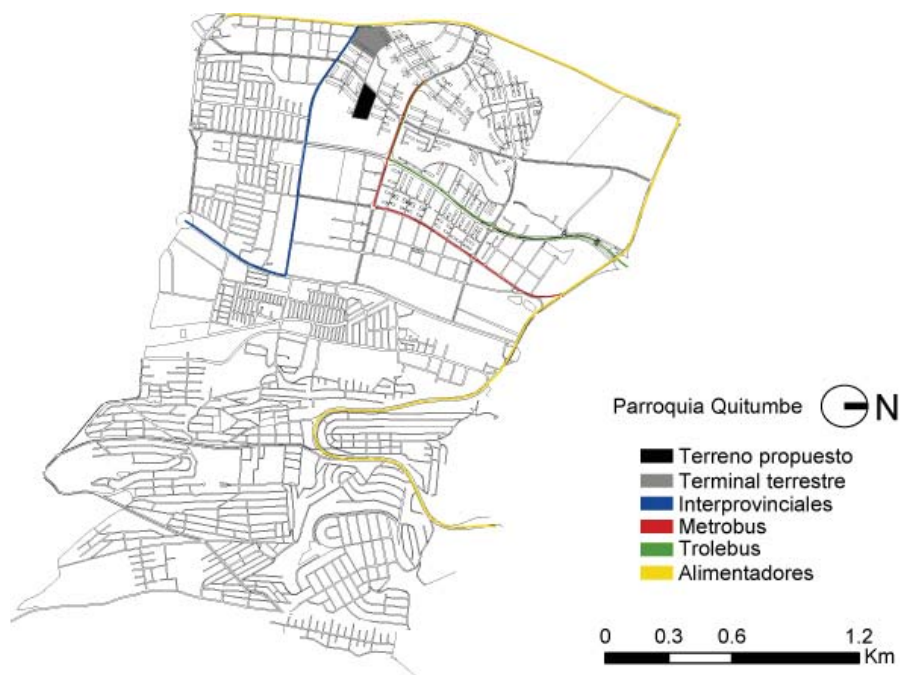 Parroquia Quitumbe
N
Terreno propuesto
Terminal terrestre
Interprovinciales
Metrobus
Trolebus
Alimentadores
0 0.3 0.6 1.2
Km